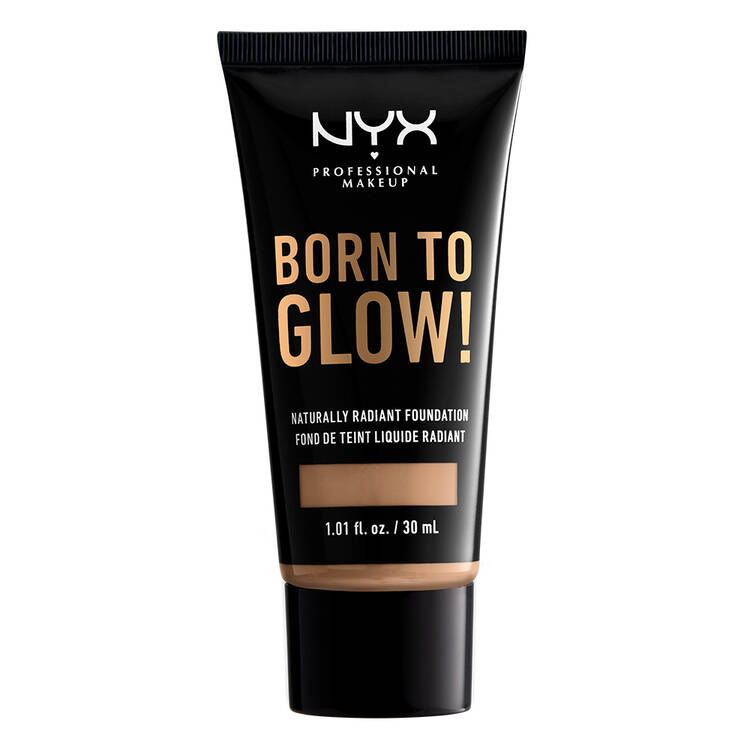 NYX
PROFESSIONAL
MAKEUP
BORN TO
GLOW!
NATURALLY RADIANT FOUNDATION
FOND DE TEINT LIQUIDE RADIANT
1.01 fl. oz. / 30 mL